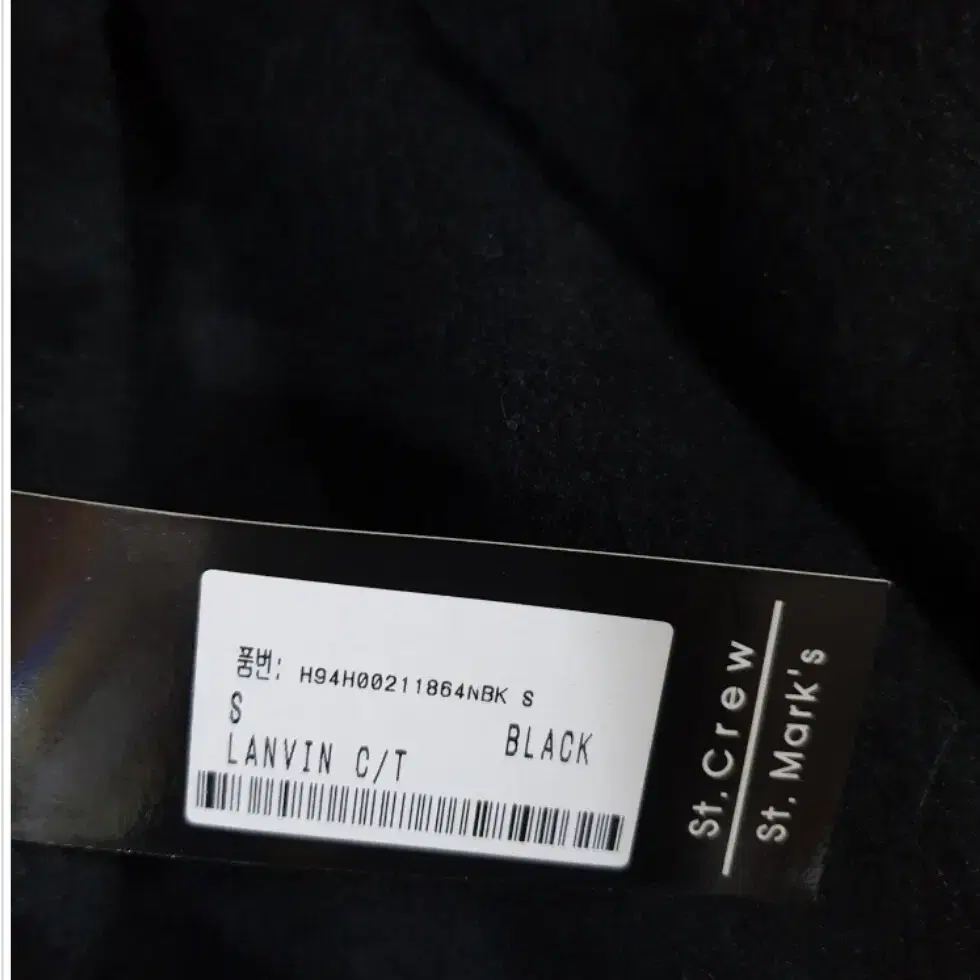 품번: H94H00211864NBK S
S
BLACK
LANVIN C/T
St.Crew
St. Mark's